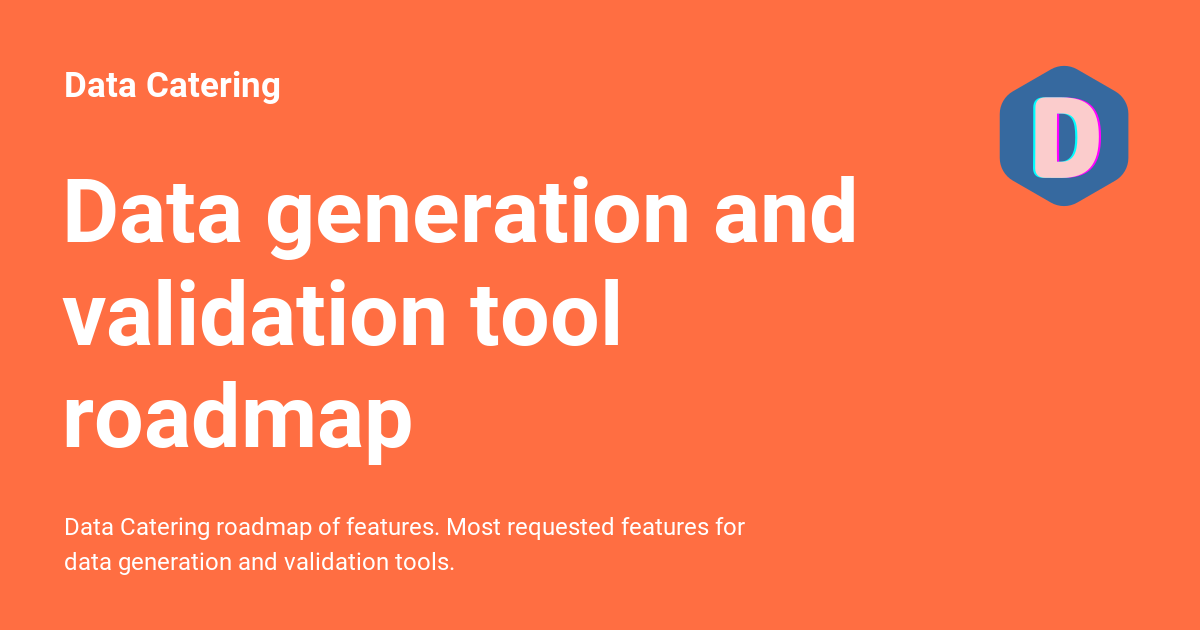 Data Catering
D
Data generation and
validation tool
roadmap
Data Catering roadmap of features. Most requested features for
data generation and validation tools.